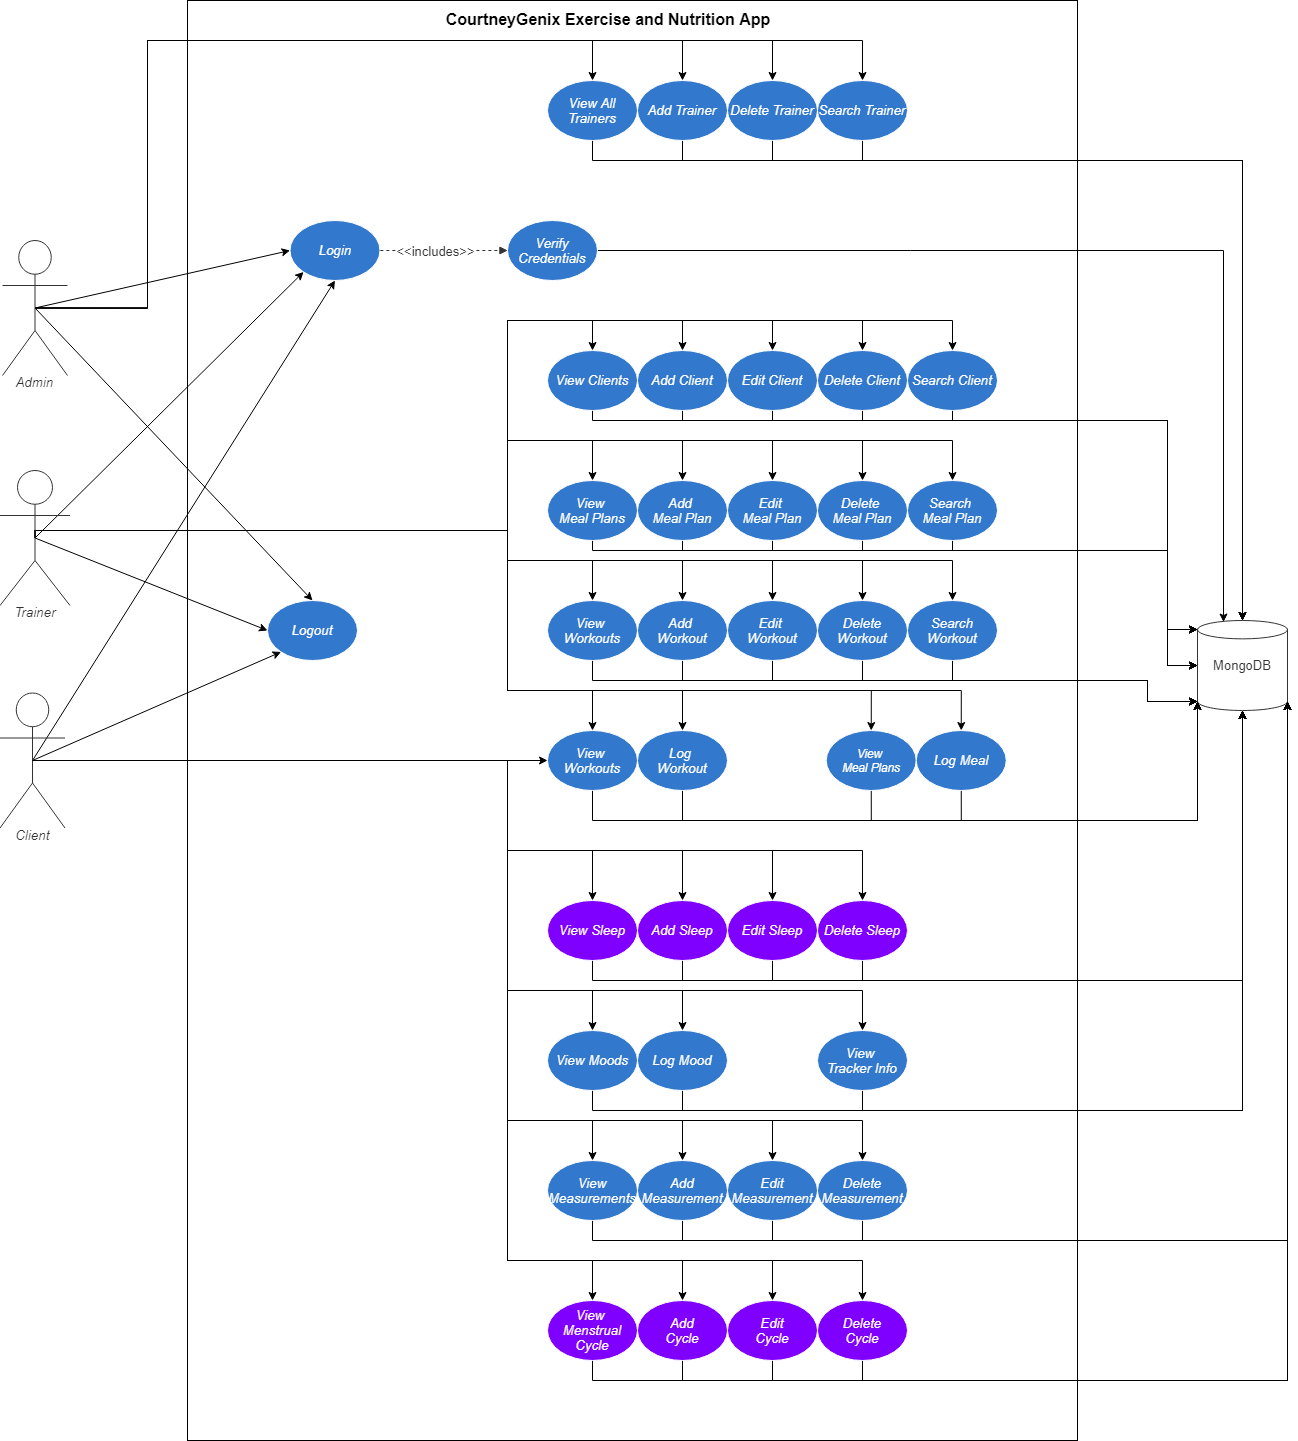 CourtneyGenix Exercise and Nutrition App
View All
Trainers
Add Trainer
Delete Trainer
Search Trainer
Login
<<includes>>
Verify
Credentials
Admin
View Clients
Add Client
Edit Client
Delete Client
Search Client
View
Meal Plans
Add
Meal Plan
Edit
Meal Plan
Delete
Meal Plan
Search
Meal Plan
Trainer
Logout
View
Workouts
Add
Workout
Edit
Workout
Delete
Workout
Search
Workout
MongoDB
View
Workouts
Log
Workout
View
Meal Plans
Log Meal
Client
View Sleep
Add Sleep
Edit Sleep
Delete Sleep
View Moods
Log Mood
View
Tracker Info
View
Measurements
Add
Measurement
Edit
Measurement
Delete
Measurement
View
Menstrual
Cycle
Add
Cycle
Edit
Cycle
Delete
Cycle